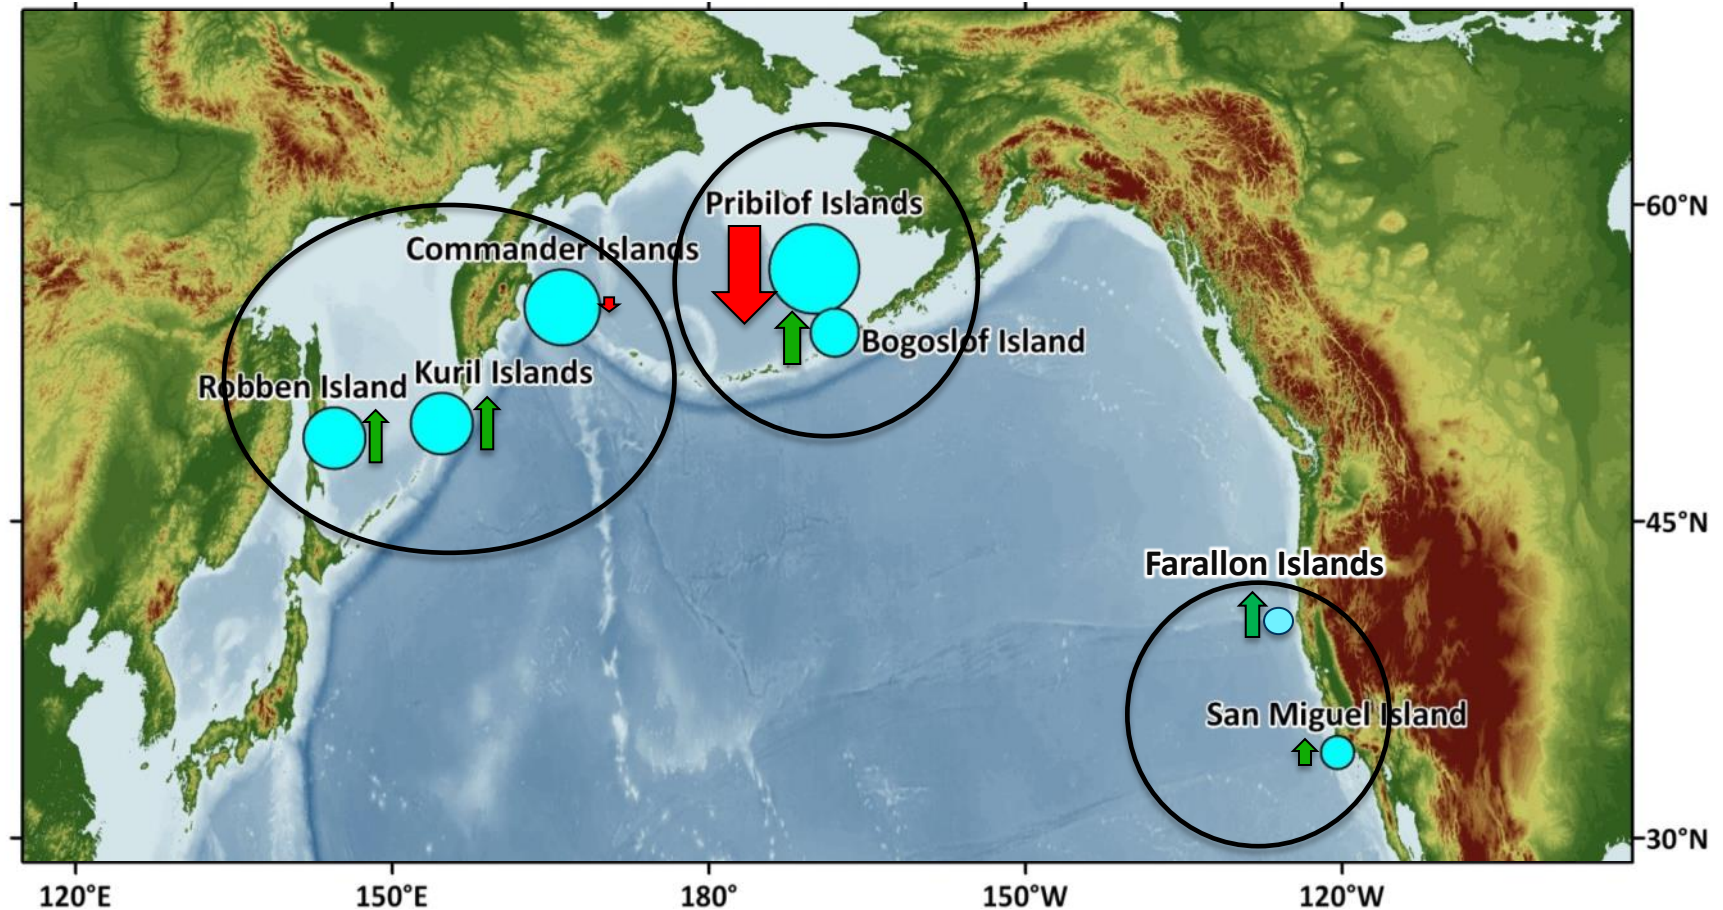 Pribilof Islands
60°N
Commander Islands
Bogoslof Island
Robben Island
Kuril Islands
45°N
Farallon Islands
San Miguel Island
30°N
120°E
150°E
180°
150°W
120°W